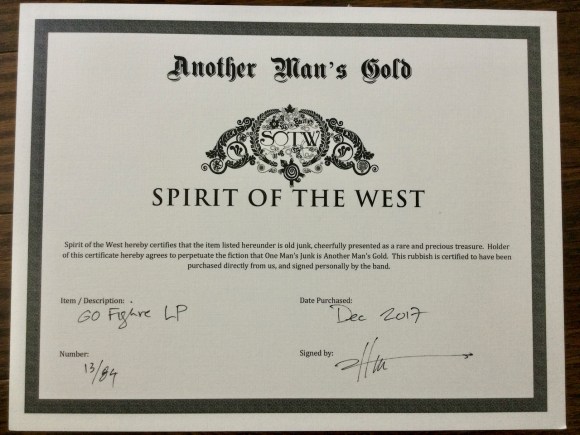 Another Man's Gold
SOTW
SPIRIT OF THE WEST
Spirit of the West hereby certifies that the item listed hereunder is old junk, cheerfully presented as a rare and precious treasure. Holder
of this certificate hereby agrees to perpetuate the fiction that One Man's Junk is Another Man's Gold. This rubbish is certified to have been
purchased directly from us, and signed personally by the band.
Item / Description: Date Purchased:
GO Figure LP Dec 2017
Number: Signed by:
13/84